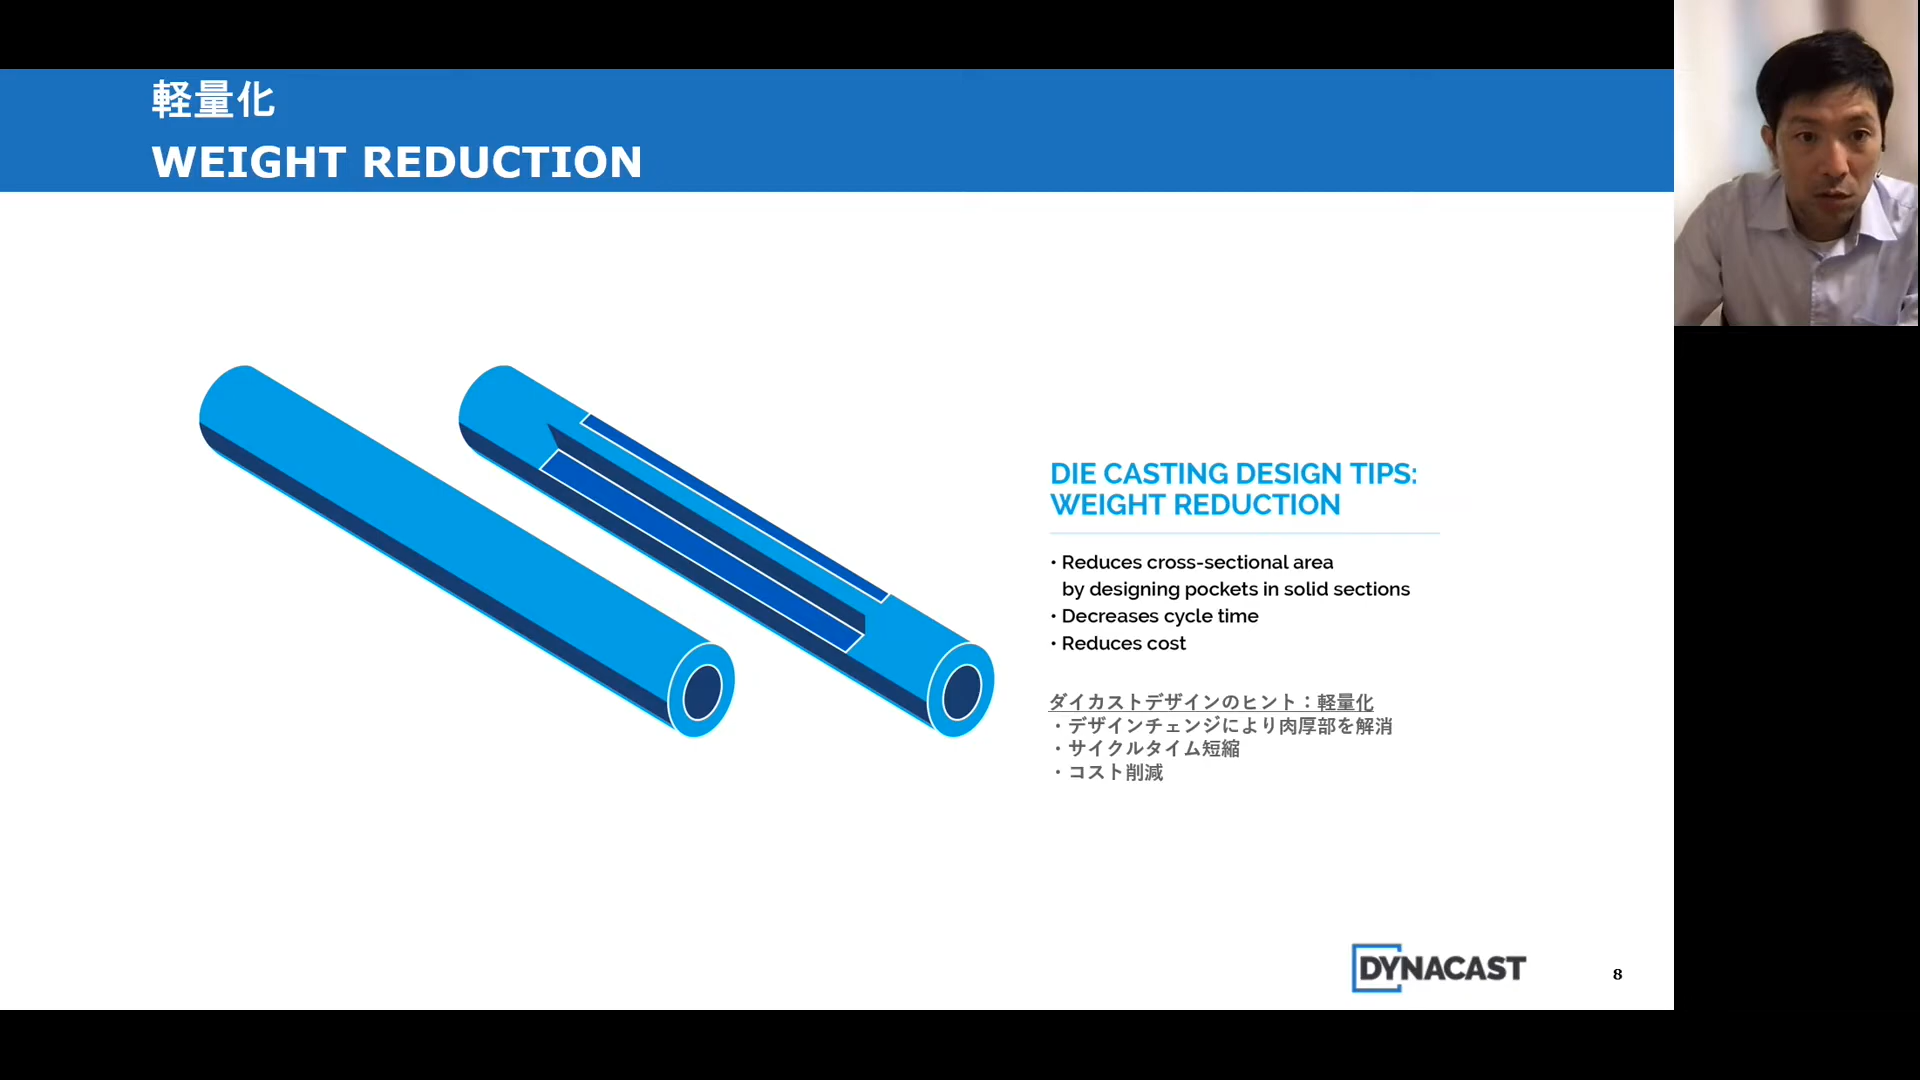 軽量化
WEIGHT REDUCTION
DIE CASTING DESIGN TIPS:
WEIGHT REDUCTION
• Reduces cross-sectional area
by designing pockets in solid sections
• Decreases cycle time
• Reduces cost
ダイカストデザインのヒント：軽量化
・デザインチェンジにより肉厚部を解消
・サイクルタイム短縮
・コスト削減
DYNACAST
8